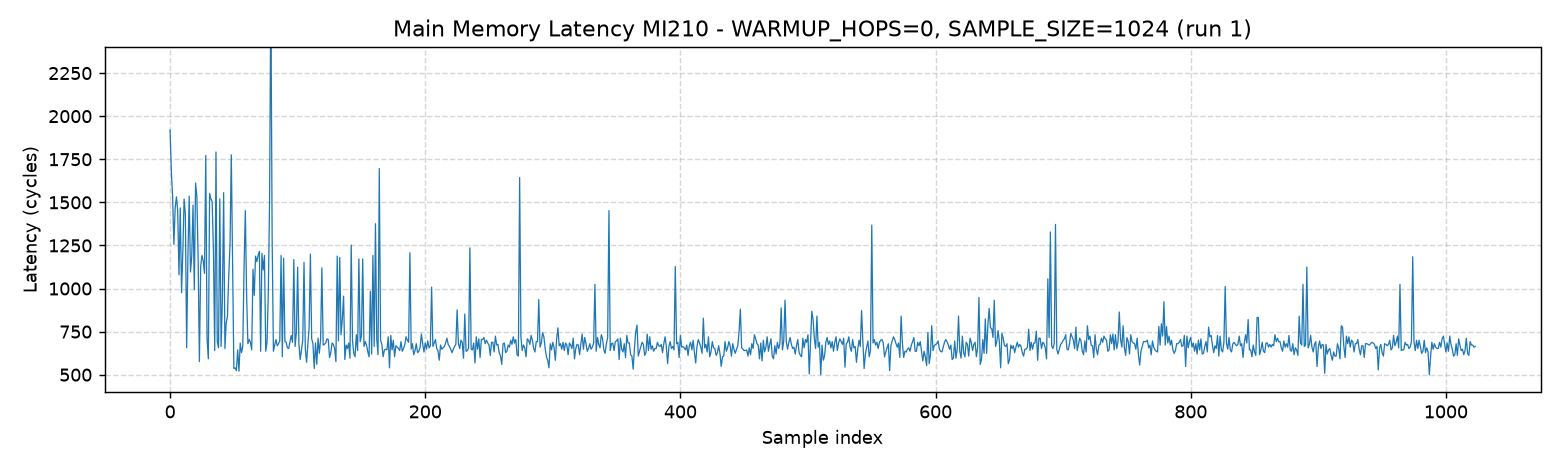 Main Memory Latency MI210 - WARMUP_HOPS=0, SAMPLE_SIZE=1024 (run 1)
Latency (cycles)
2250
2000
1750
1500
1250
1000
750
500
0 200 400 600 800 1000
Sample index